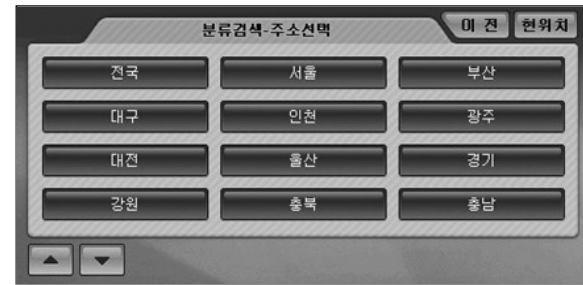 분류검색-주소선택 이 전 현위치
전국 서울 부산
대구 인천 광주
대전 울산 경기
강원 충북 충남